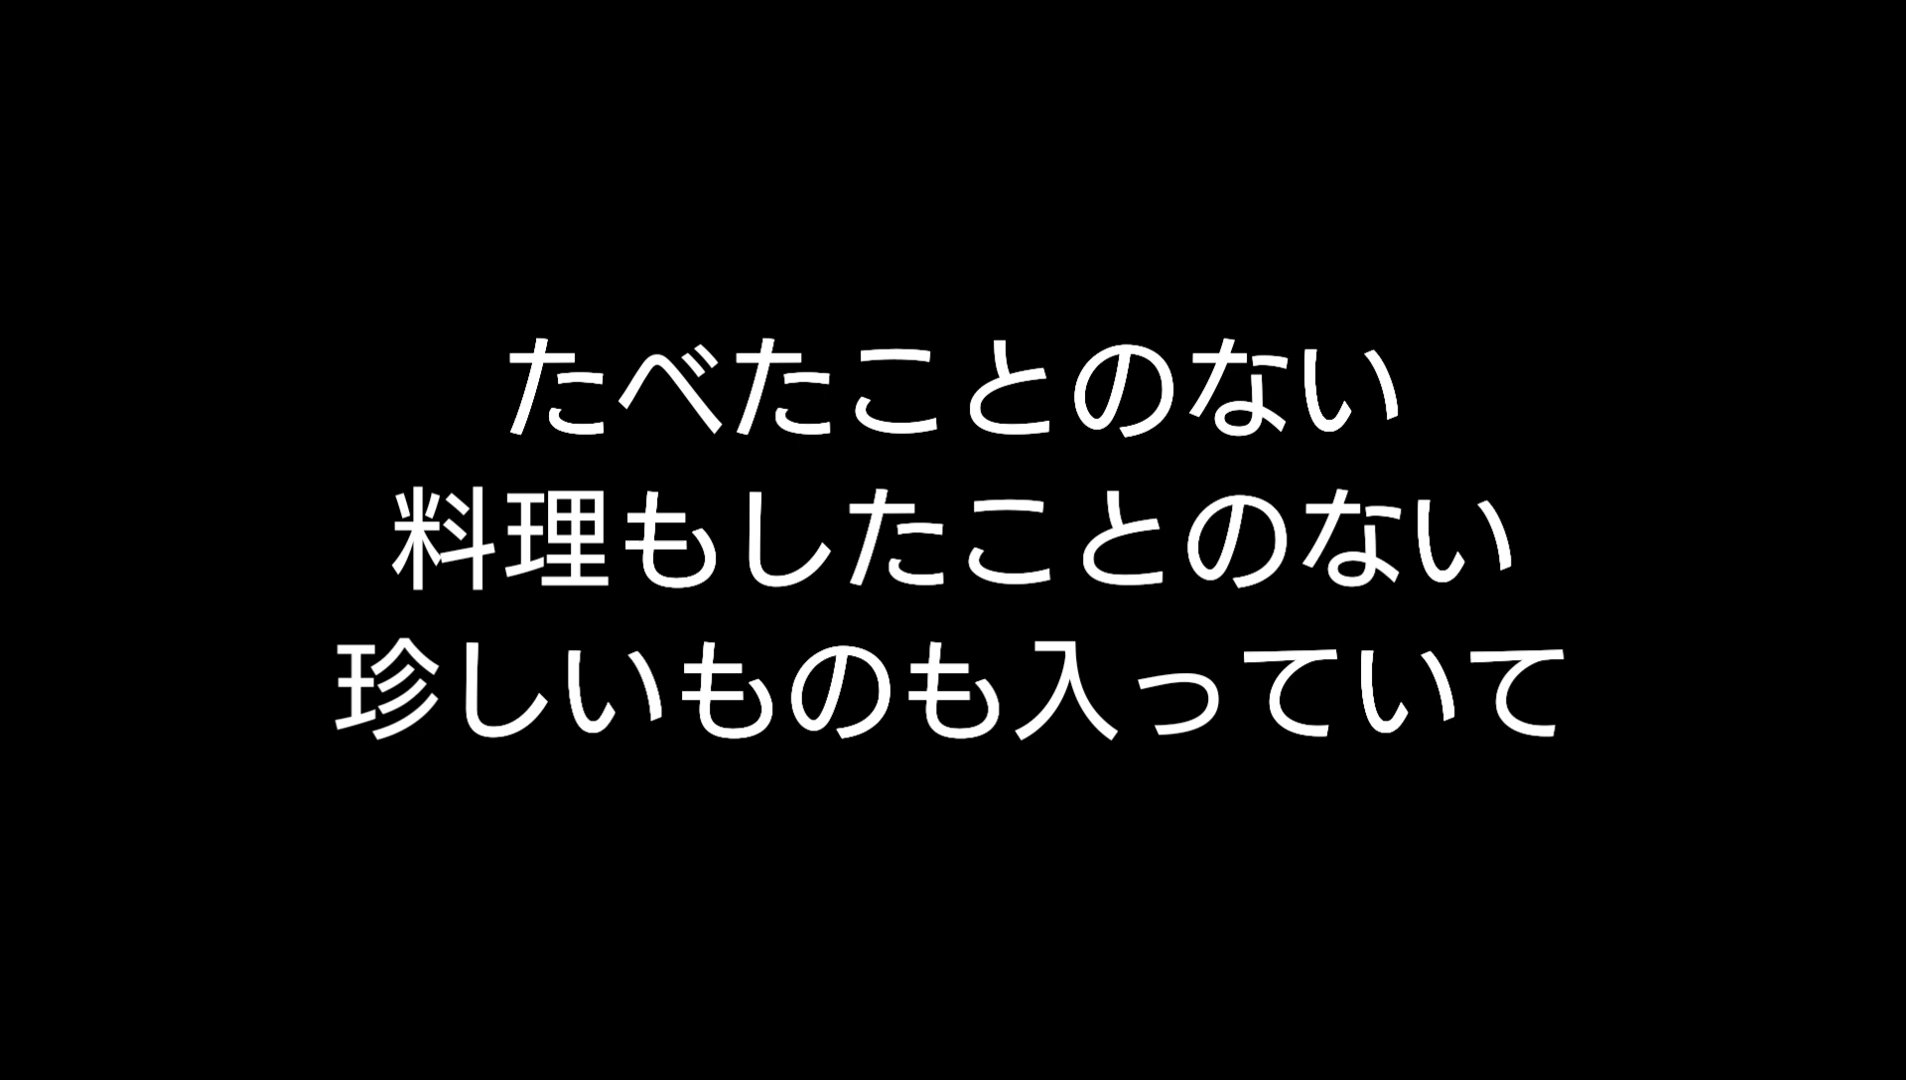 たべたことのない
料理もしたことのない
珍しいものも入っていて